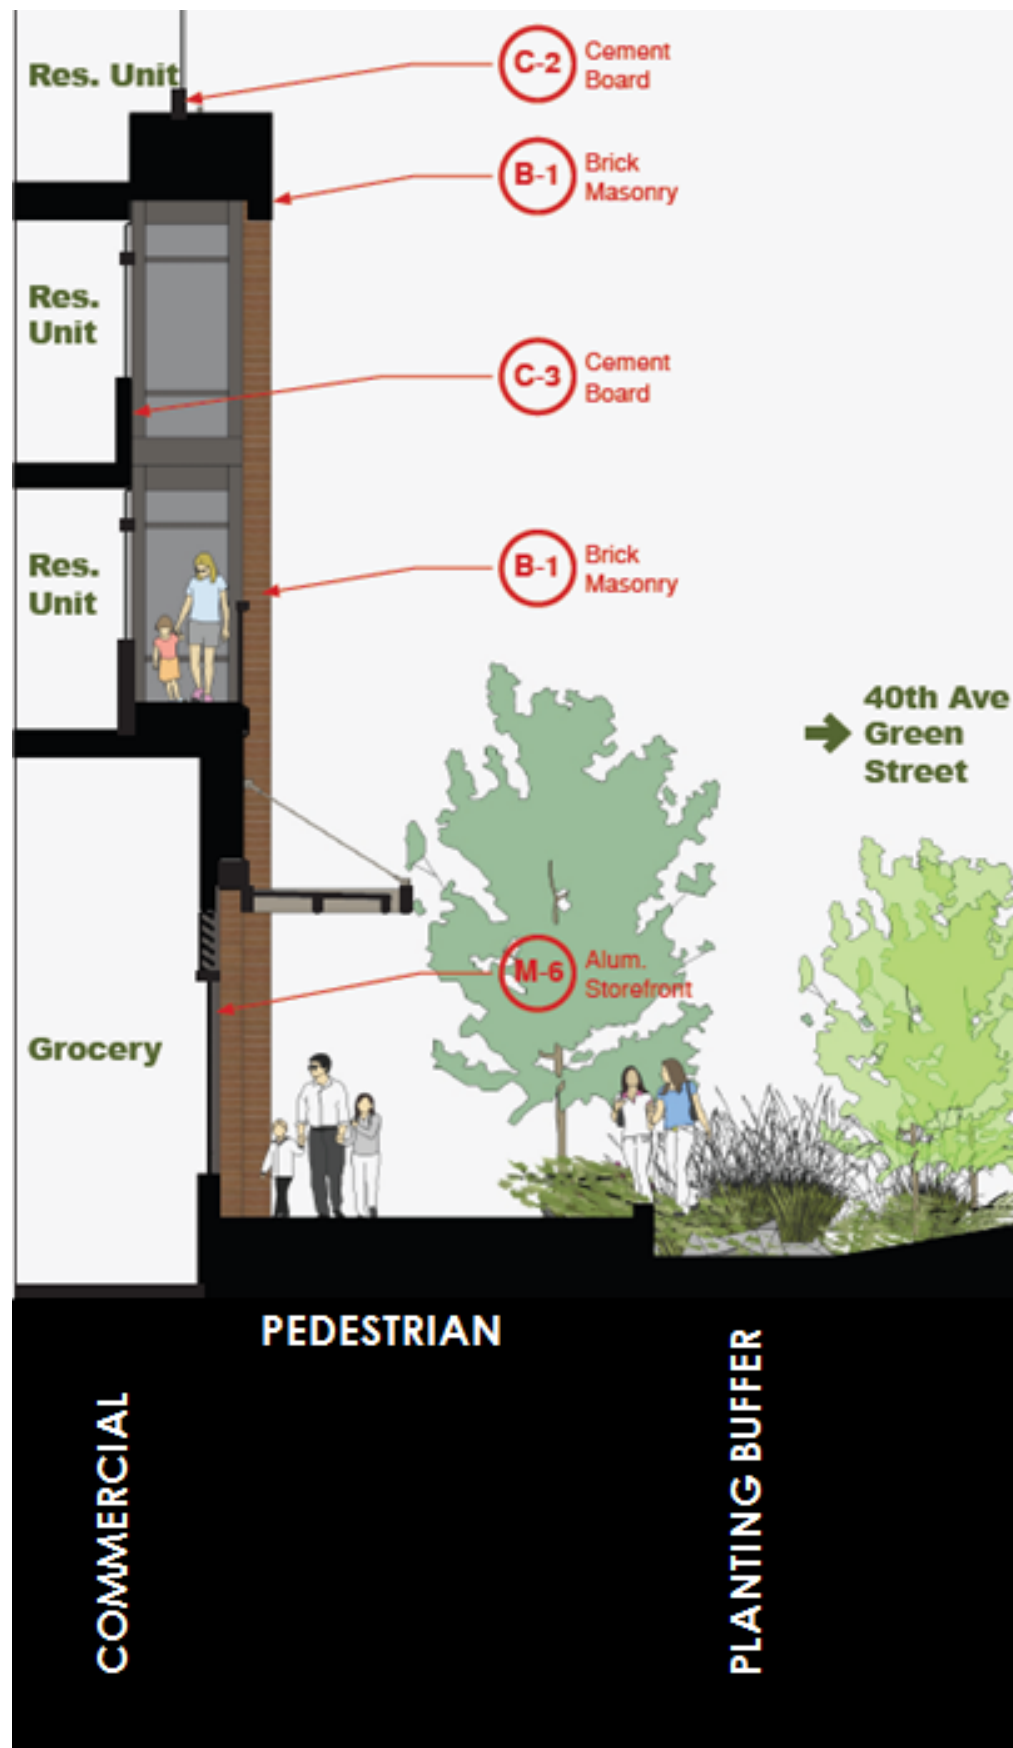 Res. Unit
C-2
Cement
Board
B-1
Brick
Masonry
Res.
Unit
C-3
Cement
Board
Res.
Unit
B-1
Brick
Masonry
40th Ave
Green
Street
M-6
Alum.
Storefront
Grocery
PEDESTRIAN
COMMERCIAL
PLANTING BUFFER